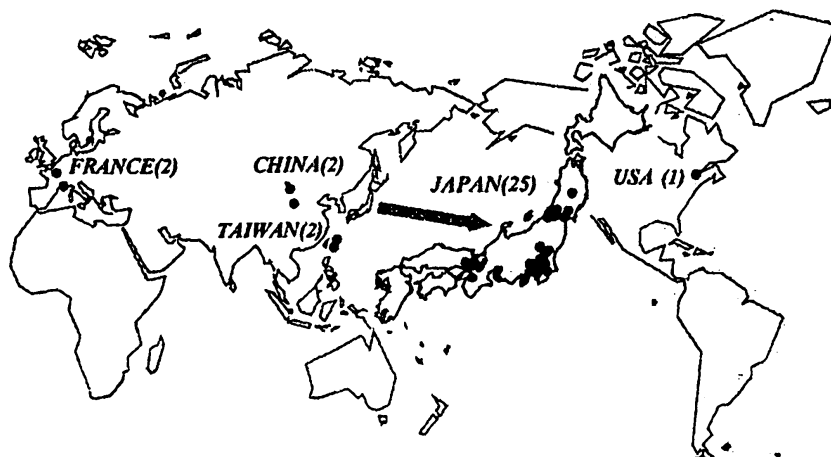 FRANCE(2)
CHINA(2)
JAPAN(25)
USA (1)
TAIWAN(2)